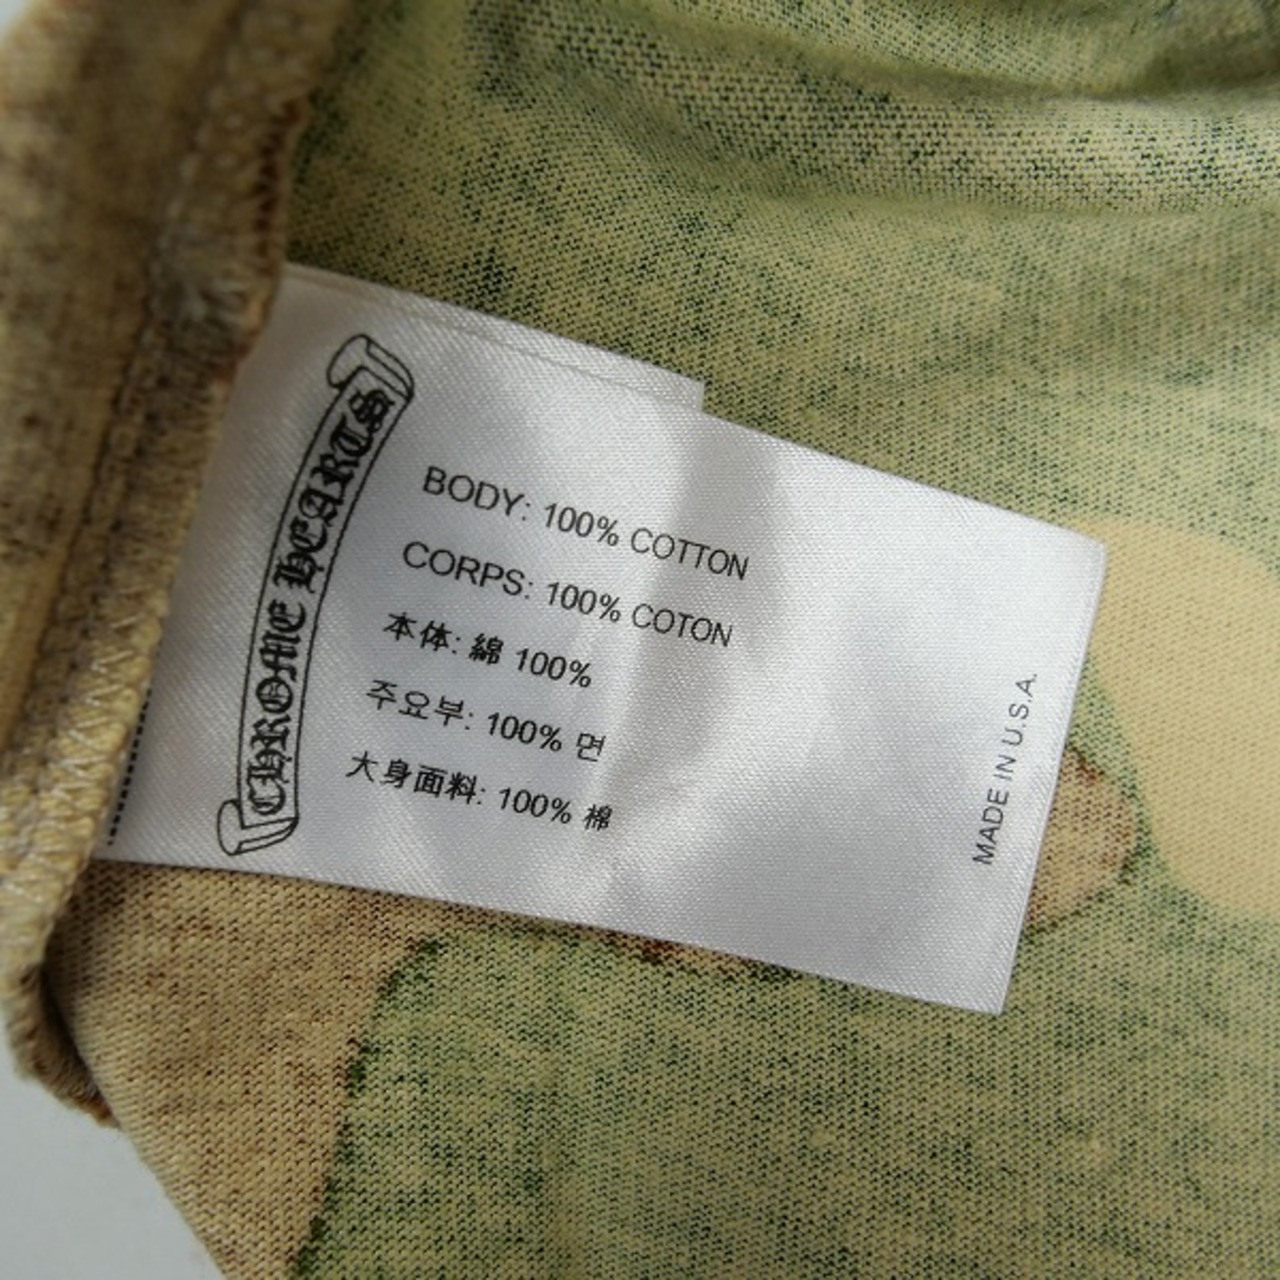 CHROME HEARTS
BODY: 100% COTTON
CORPS: 100% COTON
本体: 綿 100%
주요부: 100% 면
大身面料: 100% 棉
MADE IN U.S.A.